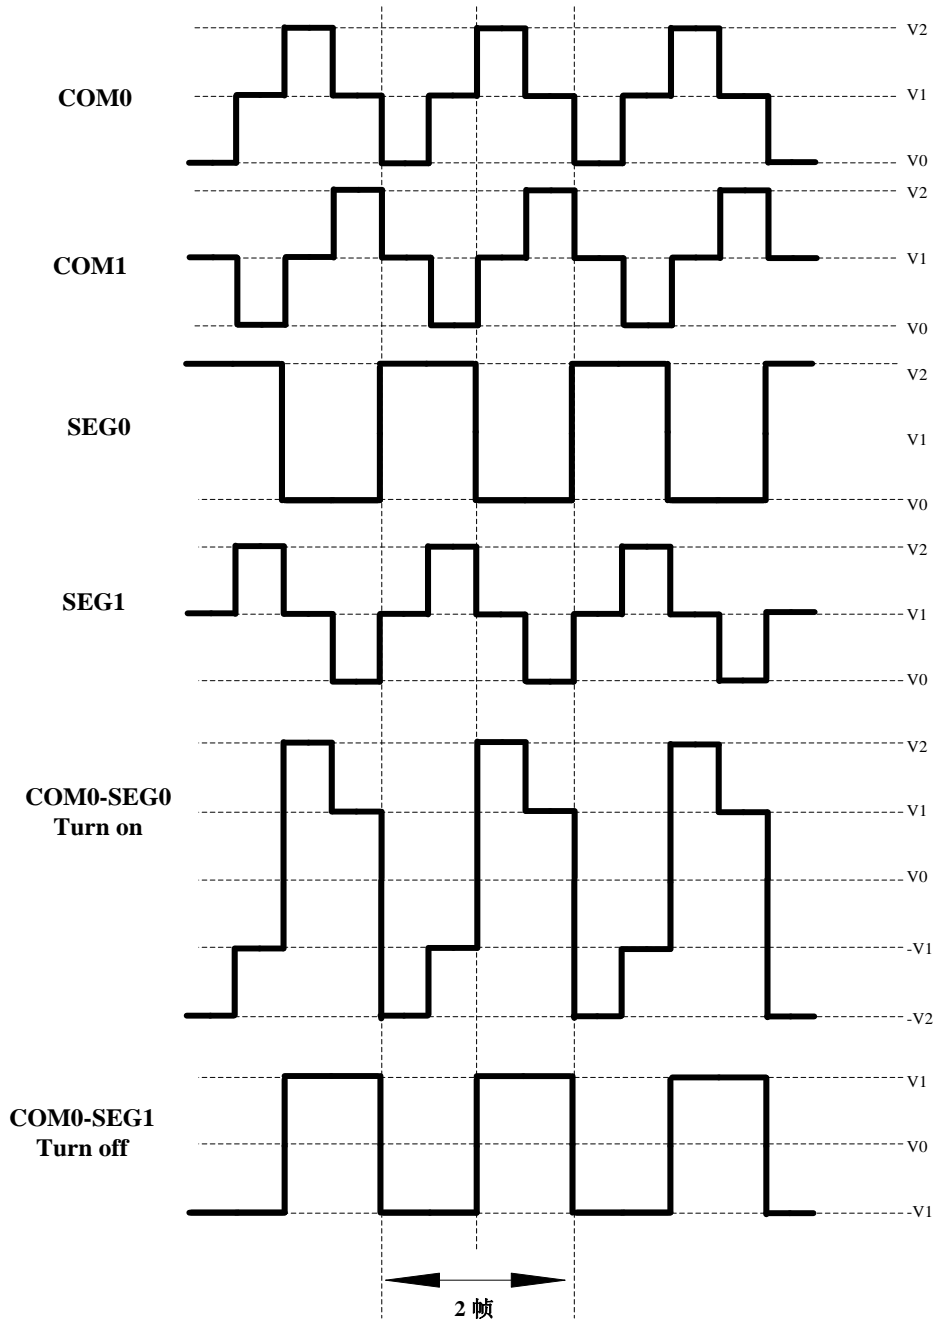 V2
COM0
V1
V0
V2
COM1
V1
V0
V2
SEG0
V1
V0
V2
SEG1
V1
V0
V2
COM0-SEG0
Turn on
V1
V0
-V1
-V2
V1
COM0-SEG1
Turn off
V0
-V1
2 帧